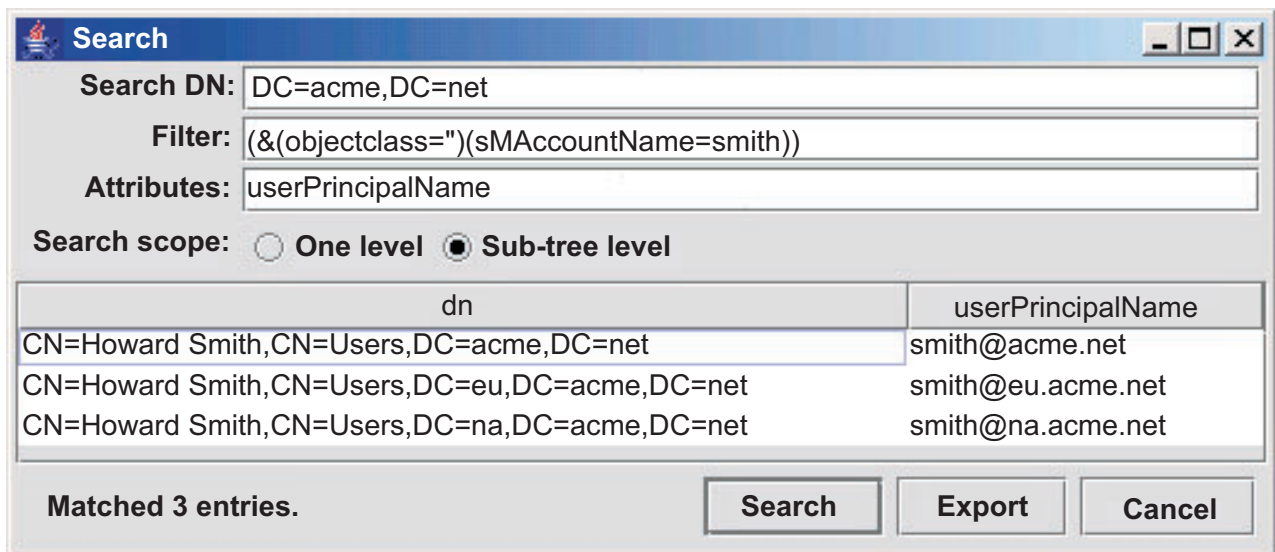 Search
Search DN: DC=acme,DC=net
Filter: (&(objectclass=")(sMAccountName=smith))
Attributes: userPrincipalName
Search scope: One level Sub-tree level
dn userPrincipalName
CN=Howard Smith,CN=Users,DC=acme,DC=net smith@acme.net
CN=Howard Smith,CN=Users,DC=eu,DC=acme,DC=net smith@eu.acme.net
CN=Howard Smith,CN=Users,DC=na,DC=acme,DC=net smith@na.acme.net
Matched 3 entries. Search Export Cancel